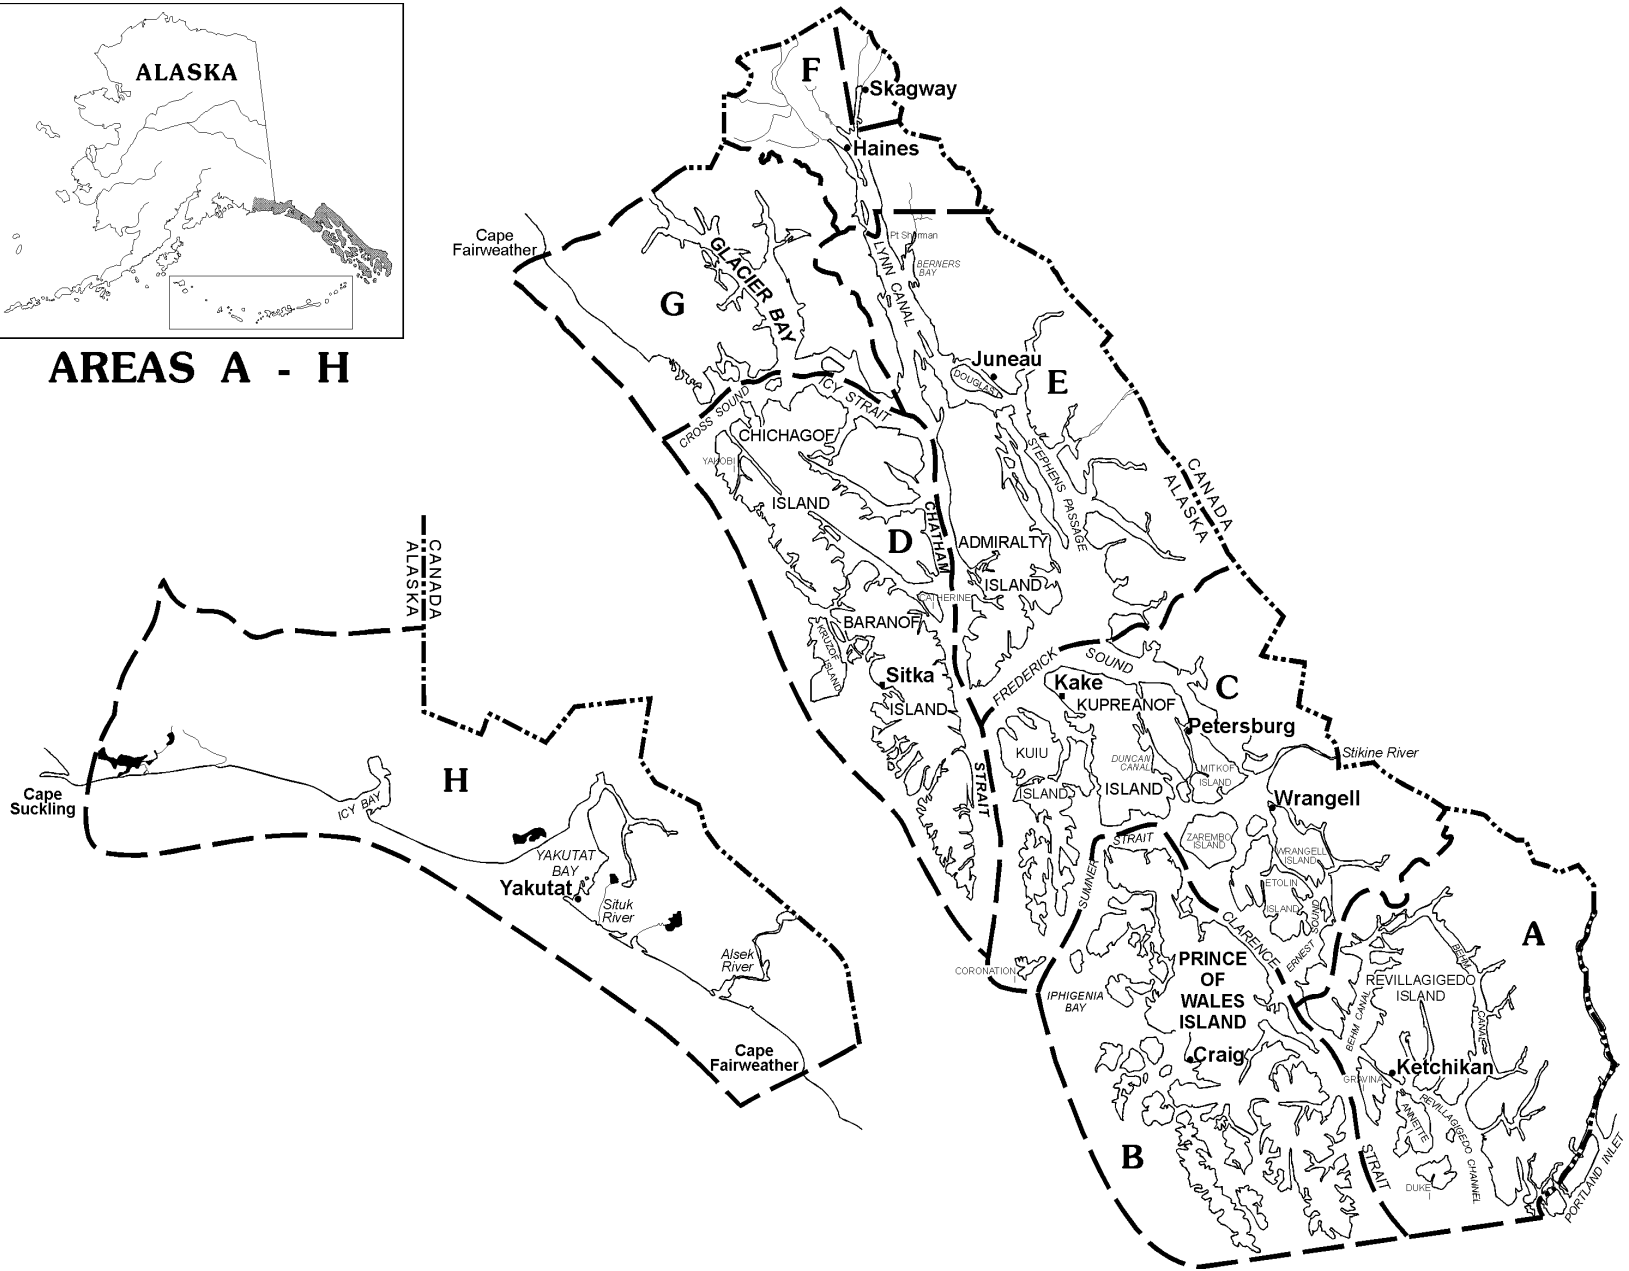 ALASKA
AREAS A - H
F
Skagway
Haines
Cape
Fairweather
Pt Sherman
LYNN CANAL
BERNERS
BAY
GLACIER BAY
G
Juneau
DOUGLAS I
E
CROSS SOUND
ICY STRAIT
CHICHAGOF
YAKOBI
I
ISLAND
STEPHENS PASSAGE
CANADA
ALASKA
D
CHATHAM
ADMIRALTY
ISLAND
CATHERINE
I
BARANOF
KRUZOF
ISLAND
Sitka
ISLAND
FREDERICK SOUND
Kake
KUPREANOF
C
Petersburg
KUIU
ISLAND
DUNCAN
CANAL
ISLAND
MITKOF
ISLAND
Stikine River
STRAIT
Wrangell
STRAIT
ZAREMBO
ISLAND
WRANGELL
ISLAND
SUMNER
ETOLIN
ISLAND
CLARENCE
ERNEST SOUND
A
CORONATION
I
IPHIGENIA
BAY
PRINCE
OF
WALES
ISLAND
BEHM
CANAL
REVILLAGIGEDO
ISLAND
BEHM CANAL
Craig
Ketchikan
GRAVINA
I
ANNETTE
I
REVILLAGIGEDO CHANNEL
B
STRAIT
DUKE
I
PORTLAND INLET
CANADA
ALASKA
Cape
Suckling
H
ICY BAY
YAKUTAT
BAY
Yakutat
Situk
River
Alsek
River
Cape
Fairweather